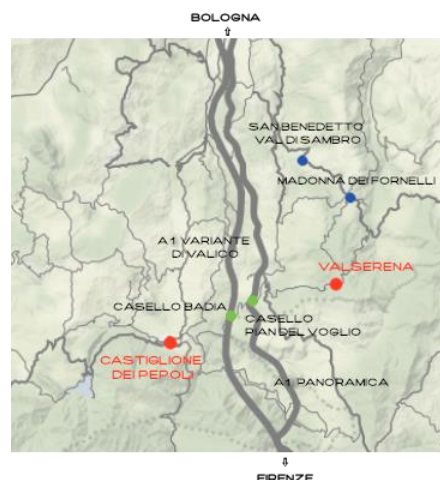 BOLOGNA
SAN BENEDETTO
VAL DI SAMBRO
MADONNA DEI FORNELLI
A1 VARIANTE
DI VALICO
VALSERENA
CASELLO BADIA
CASELLO
PIAN DEL VOGLIO
CASTIGLIONE
DEI PEPOLI
A1 PANORAMICA
FIRENZE